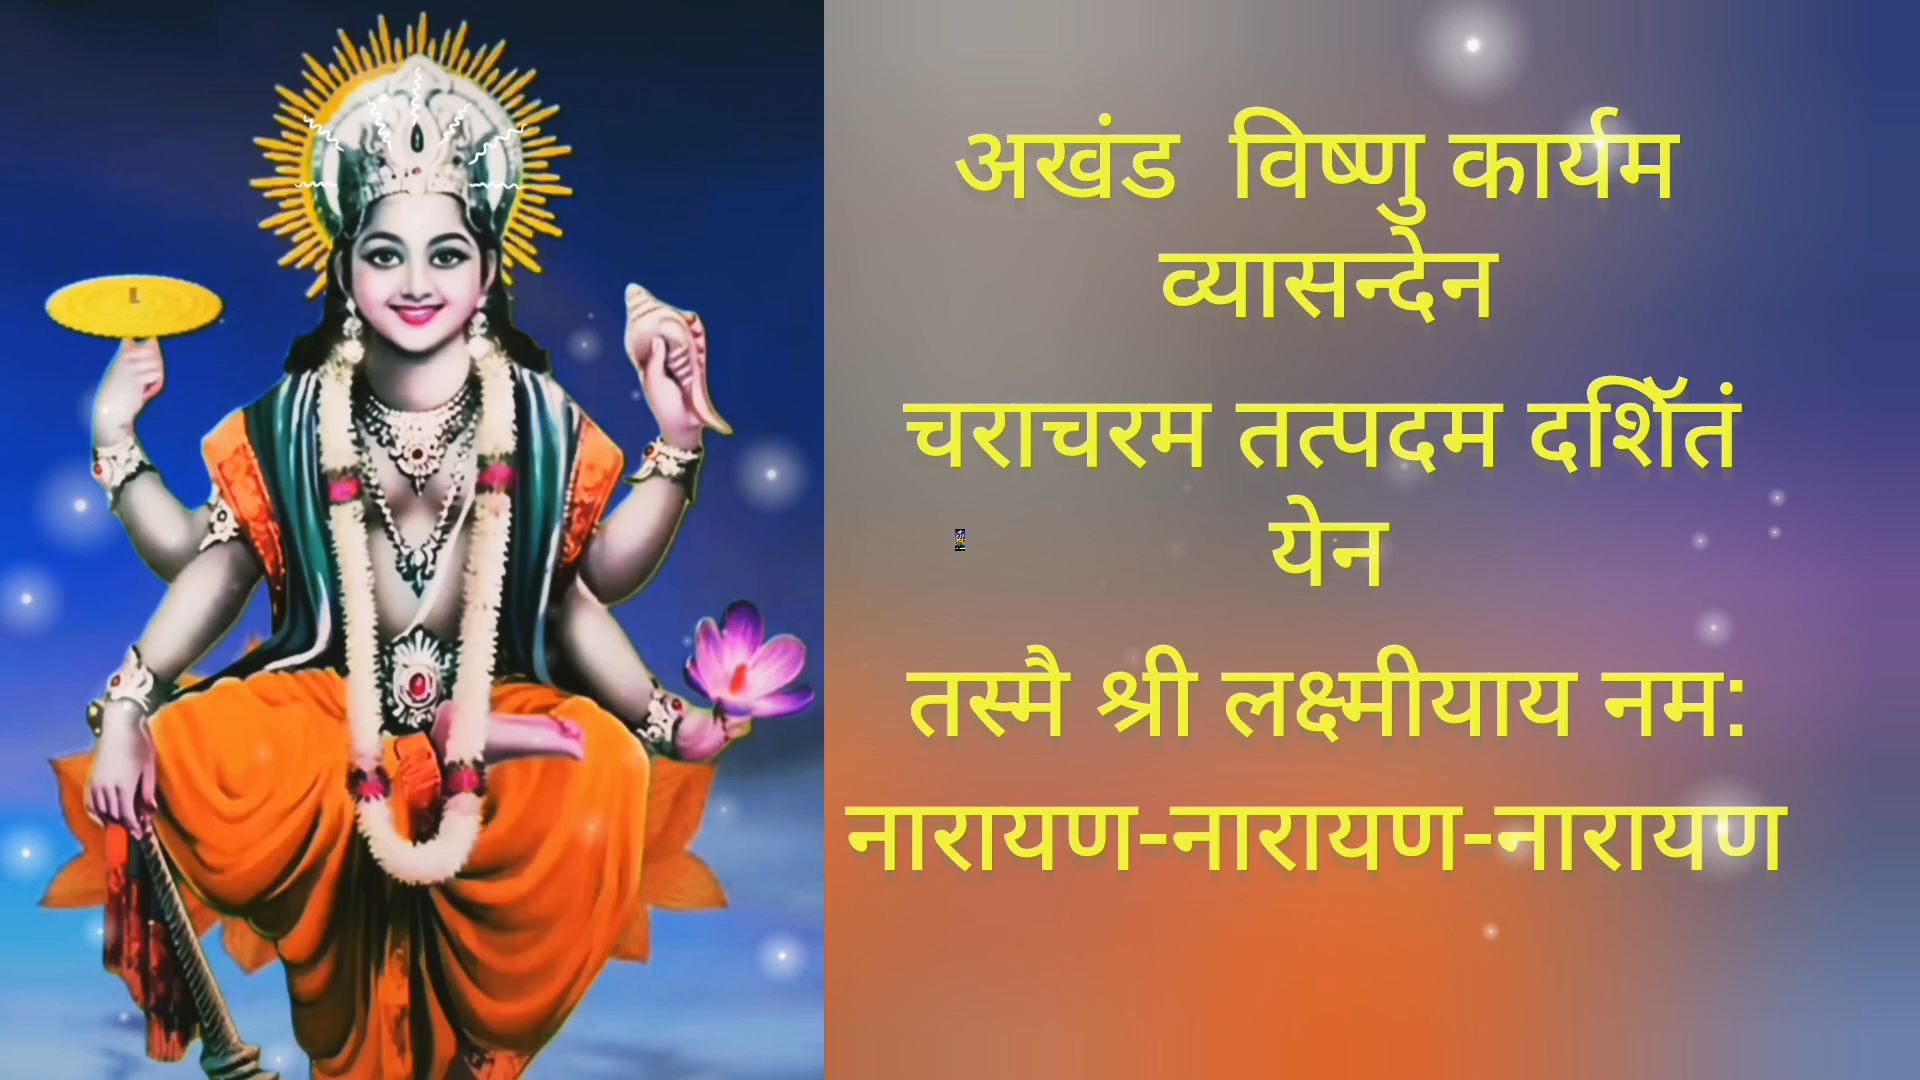 अखंड विष्णु कार्यम
व्यासन्देन
चराचरम तत्पदम दर्शितं
येन
तस्मै श्री लक्ष्मीयाय नम:
नारायण-नारायण-नारायण